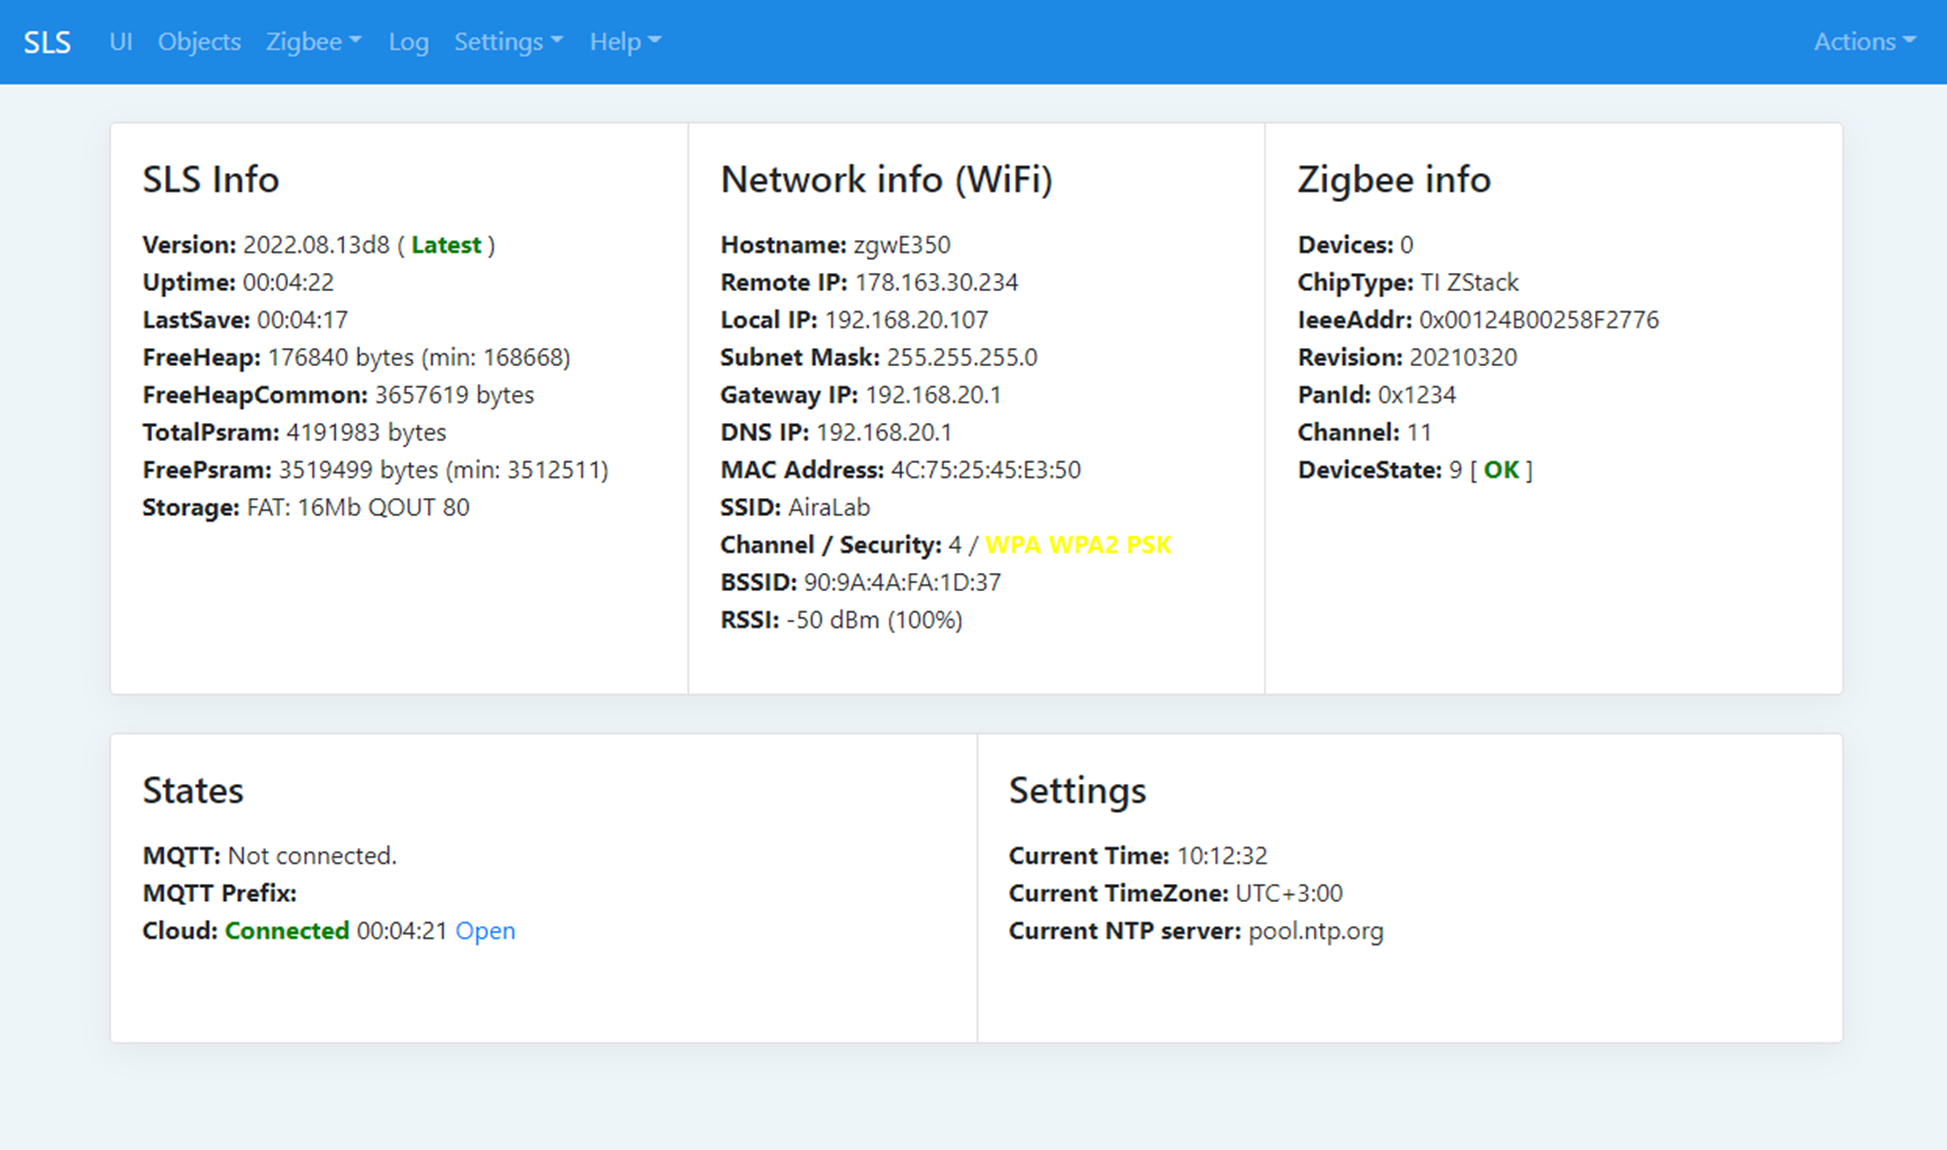 SLS UI Objects Zigbee Log Settings Help Actions
SLS Info
Version: 2022.08.13d8 ( Latest )
Uptime: 00:04:22
LastSave: 00:04:17
FreeHeap: 176840 bytes (min: 168668)
FreeHeapCommon: 3657619 bytes
TotalPsram: 4191983 bytes
FreePsram: 3519499 bytes (min: 3512511)
Storage: FAT: 16Mb QOUT 80
Network info (WiFi)
Hostname: zgwE350
Remote IP: 178.163.30.234
Local IP: 192.168.20.107
Subnet Mask: 255.255.255.0
Gateway IP: 192.168.20.1
DNS IP: 192.168.20.1
MAC Address: 4C:75:25:45:E3:50
SSID: AiraLab
Channel / Security: 4 / WPA WPA2 PSK
BSSID: 90:9A:4A:FA:1D:37
RSSI: -50 dBm (100%)
Zigbee info
Devices: 0
ChipType: TI ZStack
IeeeAddr: 0x00124B00258F2776
Revision: 20210320
PanId: 0x1234
Channel: 11
DeviceState: 9 [ OK ]
States
MQTT: Not connected.
MQTT Prefix:
Cloud: Connected 00:04:21 Open
Settings
Current Time: 10:12:32
Current TimeZone: UTC+3:00
Current NTP server: pool.ntp.org